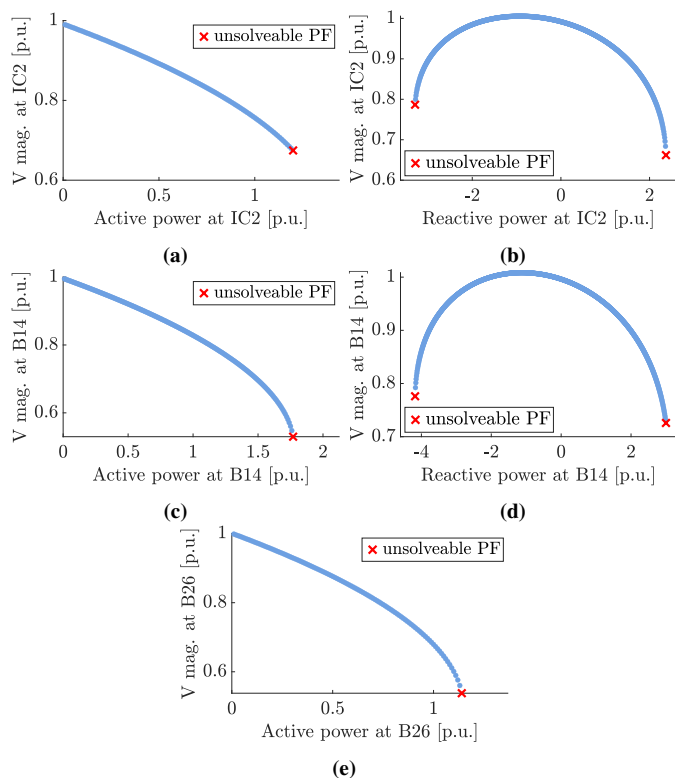 V mag. at IC2 [p.u.]
1
0.8
0.6
0
0.5
1
Active power at IC2 [p.u.]
unsolveable PF
(a)
V mag. at IC2 [p.u.]
1
0.9
0.8
0.7
0.6
-2
0
2
Reactive power at IC2 [p.u.]
unsolveable PF
(b)
V mag. at B14 [p.u.]
1
0.8
0.6
0
0.5
1
1.5
2
Active power at B14 [p.u.]
unsolveable PF
(c)
V mag. at B14 [p.u.]
1
0.9
0.8
0.7
-4
-2
0
2
Reactive power at B14 [p.u.]
unsolveable PF
(d)
V mag. at B26 [p.u.]
1
0.8
0.6
0
0.5
1
Active power at B26 [p.u.]
unsolveable PF
(e)